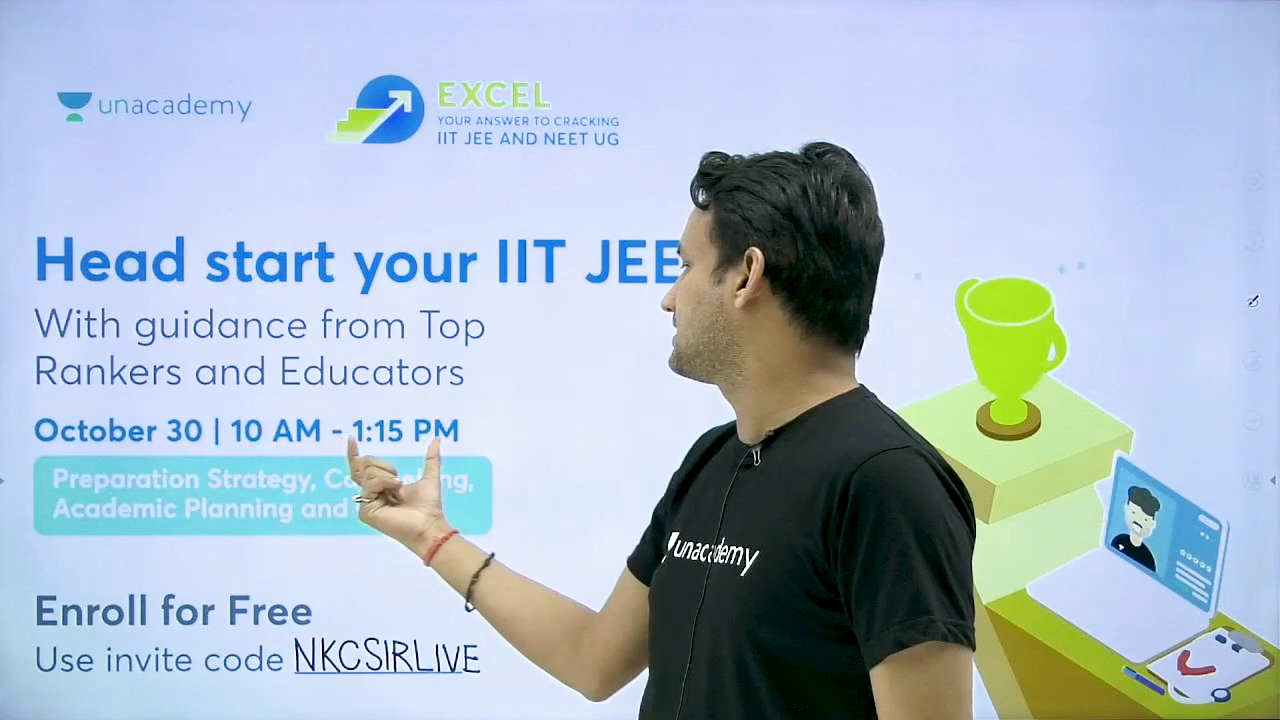 unacademy
EXCEL
YOUR ANSWER TO CRACKING
IIT JEE AND NEET UG
Head start your IIT JEE
With guidance from Top
Rankers and Educators
October 30 | 10 AM - 1:15 PM
Preparation Strategy,
Academic Planning and
Enroll for Free
Use invite code NKCSIRLIVE
unacademy